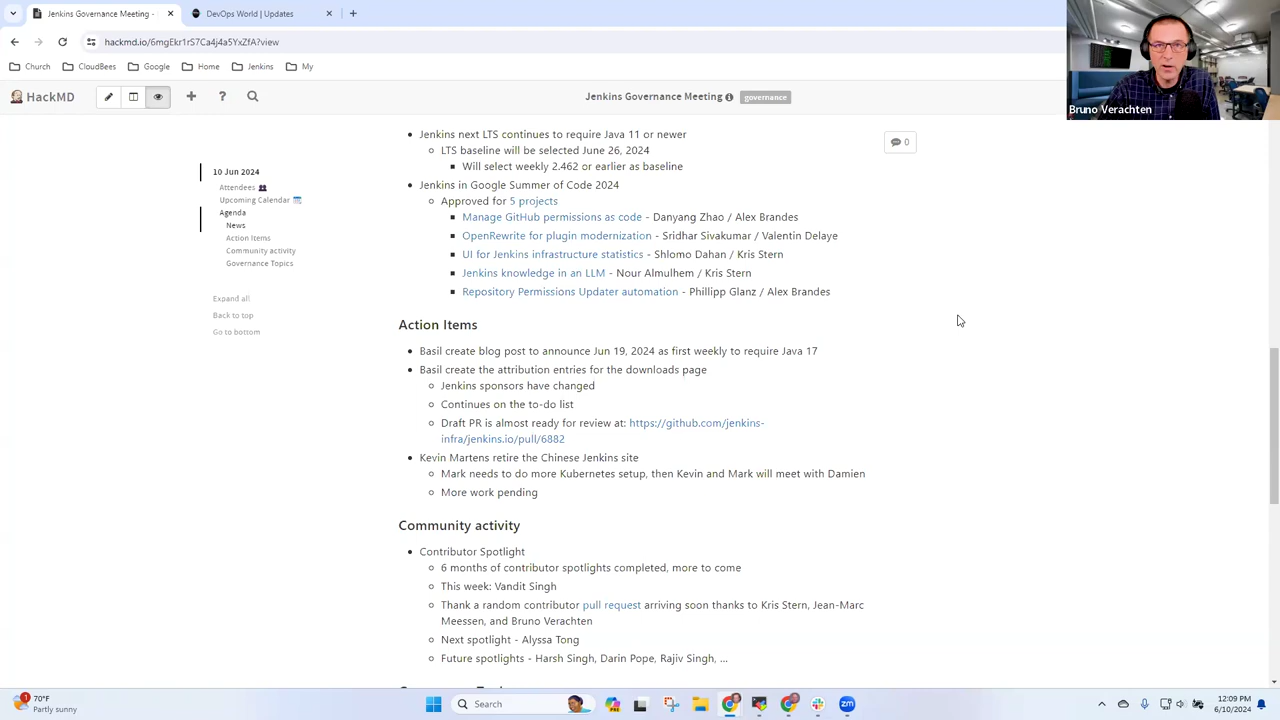 Jenkins Governance Meeting -
DevOps World | Updates
hackmd.io/6mgEkr1rS7Ca4j4a5YxZfA?view
Church
CloudBees
Google
Home
Jenkins
My
HackMD
Jenkins Governance Meeting
governance
Bruno Verachten
0
10 Jun 2024
Attendees
Upcoming Calendar
Agenda
News
Action Items
Community activity
Governance Topics
Expand all
Back to top
Go to bottom
Jenkins next LTS continues to require Java 11 or newer
LTS baseline will be selected June 26, 2024
Will select weekly 2.462 or earlier as baseline
Jenkins in Google Summer of Code 2024
Approved for 5 projects
Manage GitHub permissions as code - Danyang Zhao / Alex Brandes
OpenRewrite for plugin modernization - Sridhar Sivakumar / Valentin Delaye
UI for Jenkins infrastructure statistics - Shlomo Dahan / Kris Stern
Jenkins knowledge in an LLM - Nour Almulhem / Kris Stern
Repository Permissions Updater automation - Phillipp Glanz / Alex Brandes
Action Items
Basil create blog post to announce Jun 19, 2024 as first weekly to require Java 17
Basil create the attribution entries for the downloads page
Jenkins sponsors have changed
Continues on the to-do list
Draft PR is almost ready for review at: https://github.com/jenkins-
infra/jenkins.io/pull/6882
Kevin Martens retire the Chinese Jenkins site
Mark needs to do more Kubernetes setup, then Kevin and Mark will meet with Damien
More work pending
Community activity
Contributor Spotlight
6 months of contributor spotlights completed, more to come
This week: Vandit Singh
Thank a random contributor pull request arriving soon thanks to Kris Stern, Jean-Marc
Meessen, and Bruno Verachten
Next spotlight - Alyssa Tong
Future spotlights - Harsh Singh, Darin Pope, Rajiv Singh, ...
1
70°F
Partly sunny
Search
zm
12:09 PM
6/10/2024